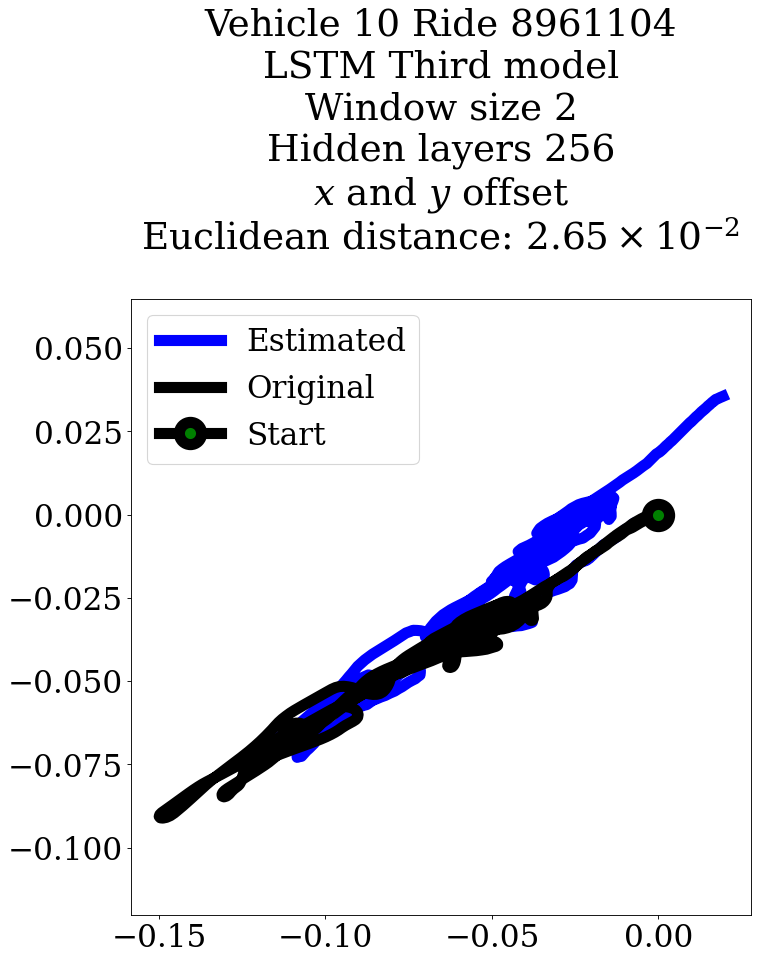 Vehicle 10 Ride 8961104
LSTM Third model
Window size 2
Hidden layers 256
x and y offset
Euclidean distance: 2.65 × 10⁻²
Estimated
Original
Start
0.050
0.025
0.000
−0.025
−0.050
−0.075
−0.100
−0.15 −0.10 −0.05 0.00